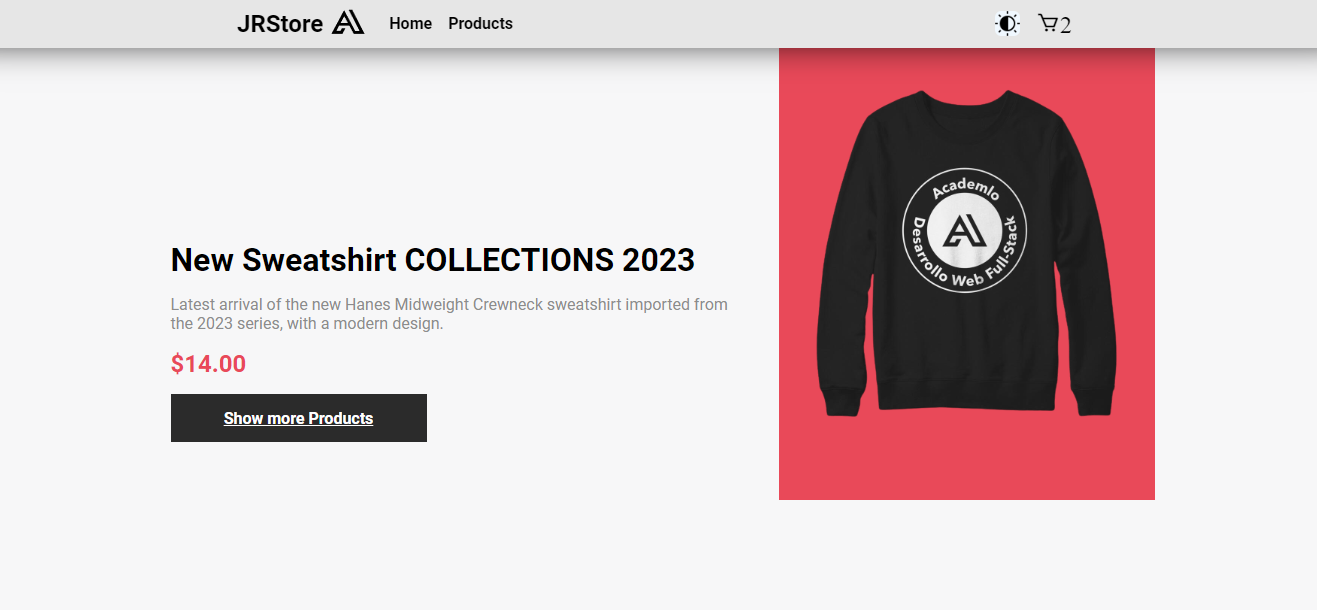 JRStore
Home
Products
2
Academlo
Desarrollo Web Full-Stack
New Sweatshirt COLLECTIONS 2023
Latest arrival of the new Hanes Midweight Crewneck sweatshirt imported from
the 2023 series, with a modern design.
$14.00
Show more Products